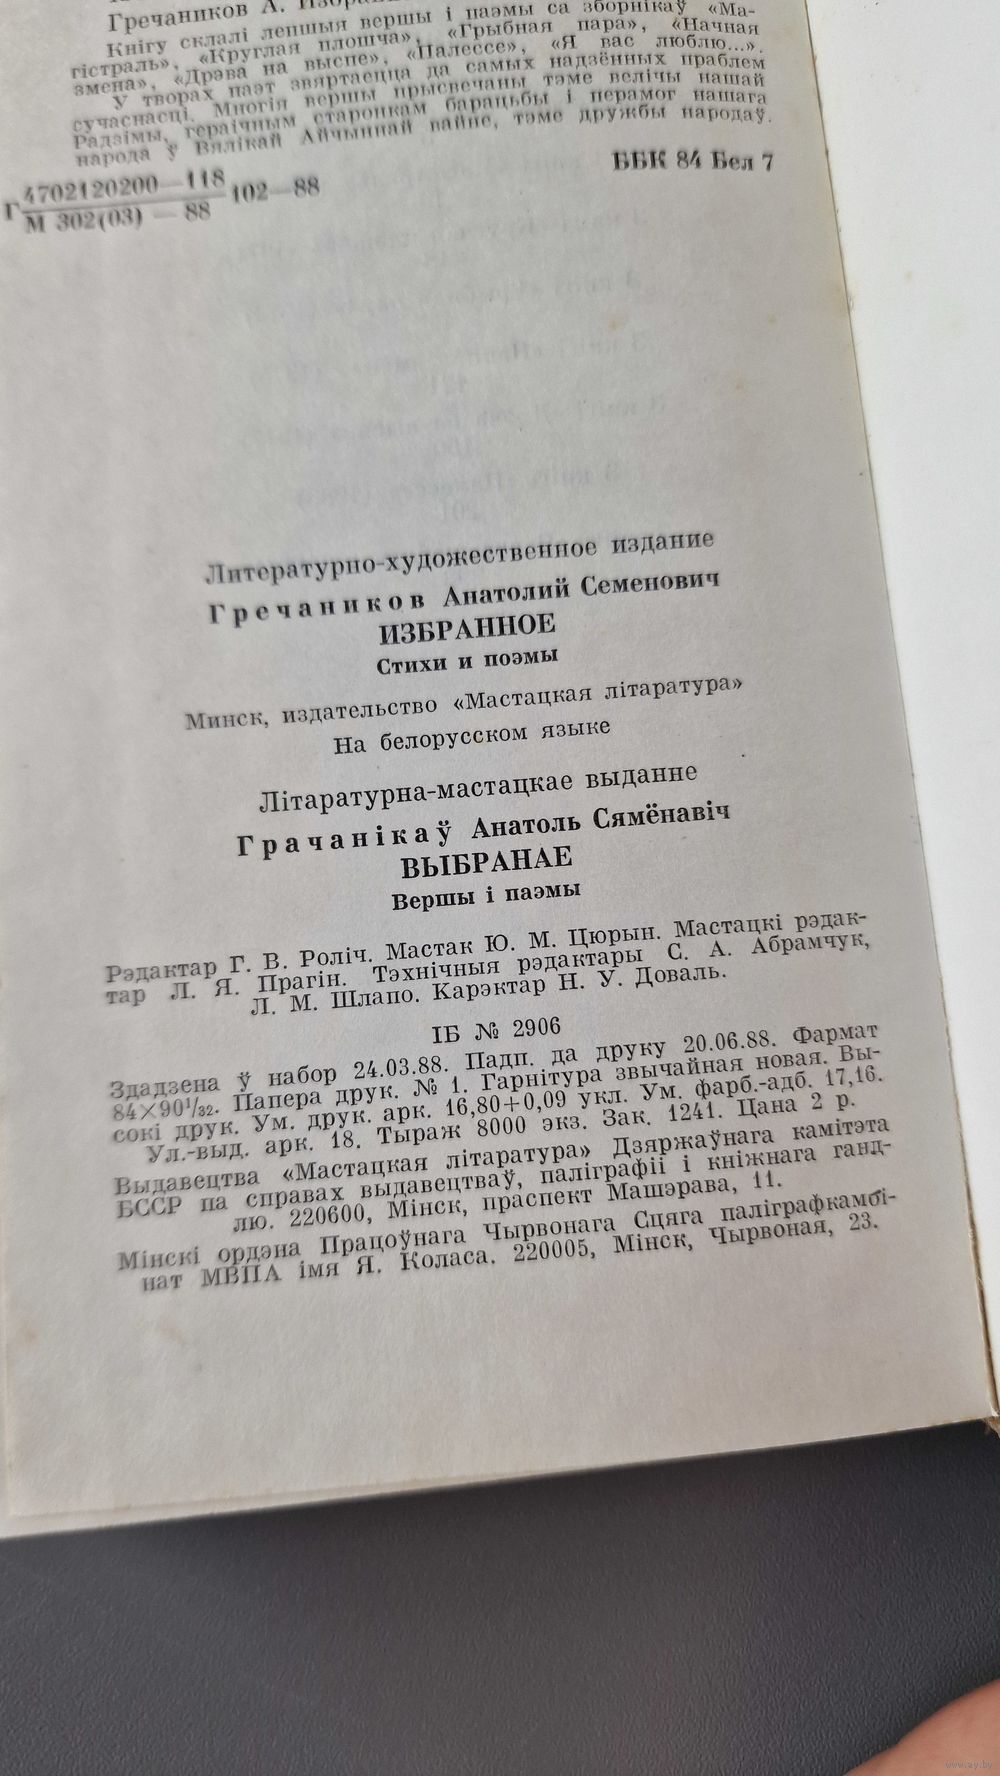 Гречаников А.
Кнігу склалі лепшыя вершы і паэмы са зборнікаў «Ма-
гістраль», «Круглая плошча», «Грыбная пара», «Начная
змена», «Дрэва на выспе», «Палессе», «Я вас люблю...».
У творах паэт звяртаецца да самых надзённых праблем
сучаснасці. Многія вершы прысвечаны тэме велічы нашай
Радзімы, гераічным старонкам барацьбы і перамог нашага
народа ў Вялікай Айчыннай вайне, тэме дружбы народаў.
Г 4702120200—118
М 302(03) — 88 102—88
ББК 84 Бел 7
Литературно-художественное издание
Гречаников Анатолий Семенович
ИЗБРАННОЕ
Стихи и поэмы
Минск, издательство «Мастацкая літаратура»
На белорусском языке
Літаратурна-мастацкае выданне
Грачанікаў Анатоль Сямёнавіч
ВЫБРАНАЕ
Вершы і паэмы
Рэдактар Г. В. Роліч. Мастак Ю. М. Цюрын. Мастацкі рэдак-
тар Л. Я. Прагін. Тэхнічныя рэдактары С. А. Абрамчук,
Л. М. Шлапо. Карэктар Н. У. Доваль.
ІБ № 2906
Здадзена ў набор 24.03.88. Падп. да друку 20.06.88. Фармат
84×90¹/₃₂. Папера друк. № 1. Гарнітура звычайная новая. Вы-
сокі друк. Ум. друк. арк. 16,80+0,09 укл. Ум. фарб.-адб. 17,16.
Ул.-выд. арк. 18. Тыраж 8000 экз. Зак. 1241. Цана 2 р.
Выдавецтва «Мастацкая літаратура» Дзяржаўнага камітэта
БССР па справах выдавецтваў, паліграфіі і кніжнага ганд-
лю. 220600, Мінск, праспект Машэрава, 11.
Мінскі ордэна Працоўнага Чырвонага Сцяга паліграфкамбі-
нат МВПА імя Я. Коласа. 220005, Мінск, Чырвоная, 23.
www.ay.by